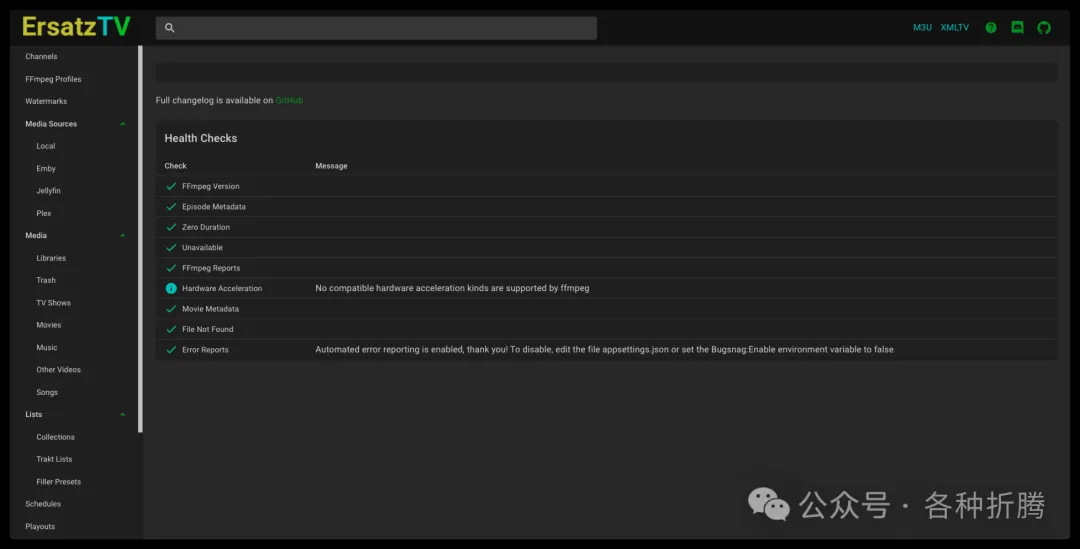 ErsatzTV
M3U XMLTV
Channels
FFmpeg Profiles
Watermarks
Media Sources
Local
Emby
Jellyfin
Plex
Media
Libraries
Trash
TV Shows
Movies
Music
Other Videos
Songs
Lists
Collections
Trakt Lists
Filler Presets
Schedules
Playouts
Full changelog is available on GitHub
Health Checks
Check Message
FFmpeg Version
Episode Metadata
Zero Duration
Unavailable
FFmpeg Reports
Hardware Acceleration No compatible hardware acceleration kinds are supported by ffmpeg
Movie Metadata
File Not Found
Error Reports Automated error reporting is enabled, thank you! To disable, edit the file appsettings.json or set the Bugsnag:Enable environment variable to false
公众号 · 各种折腾